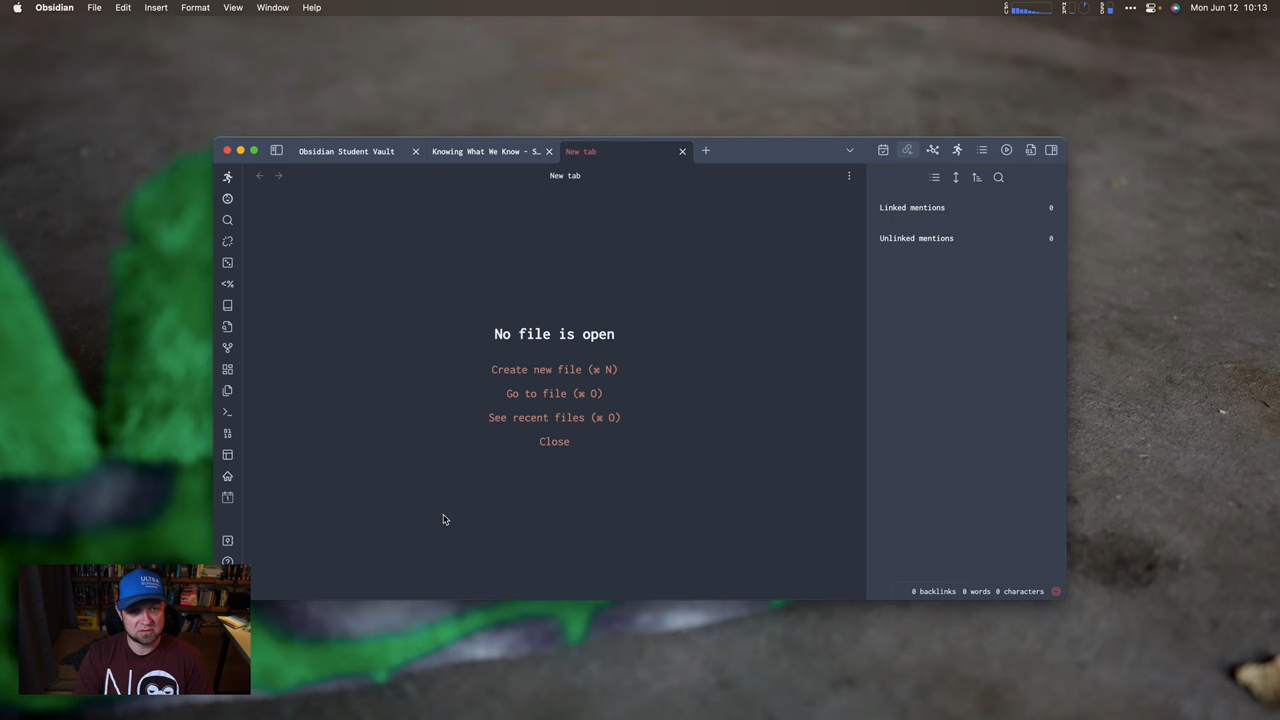 Obsidian File Edit Insert Format View Window Help Mon Jun 12 10:13
Obsidian Student Vault Knowing What We Know - S… New tab
New tab
Linked mentions 0
Unlinked mentions 0
No file is open
Create new file (⌘ N)
Go to file (⌘ O)
See recent files (⌘ O)
Close
0 backlinks 0 words 0 characters
ULTRA
NO